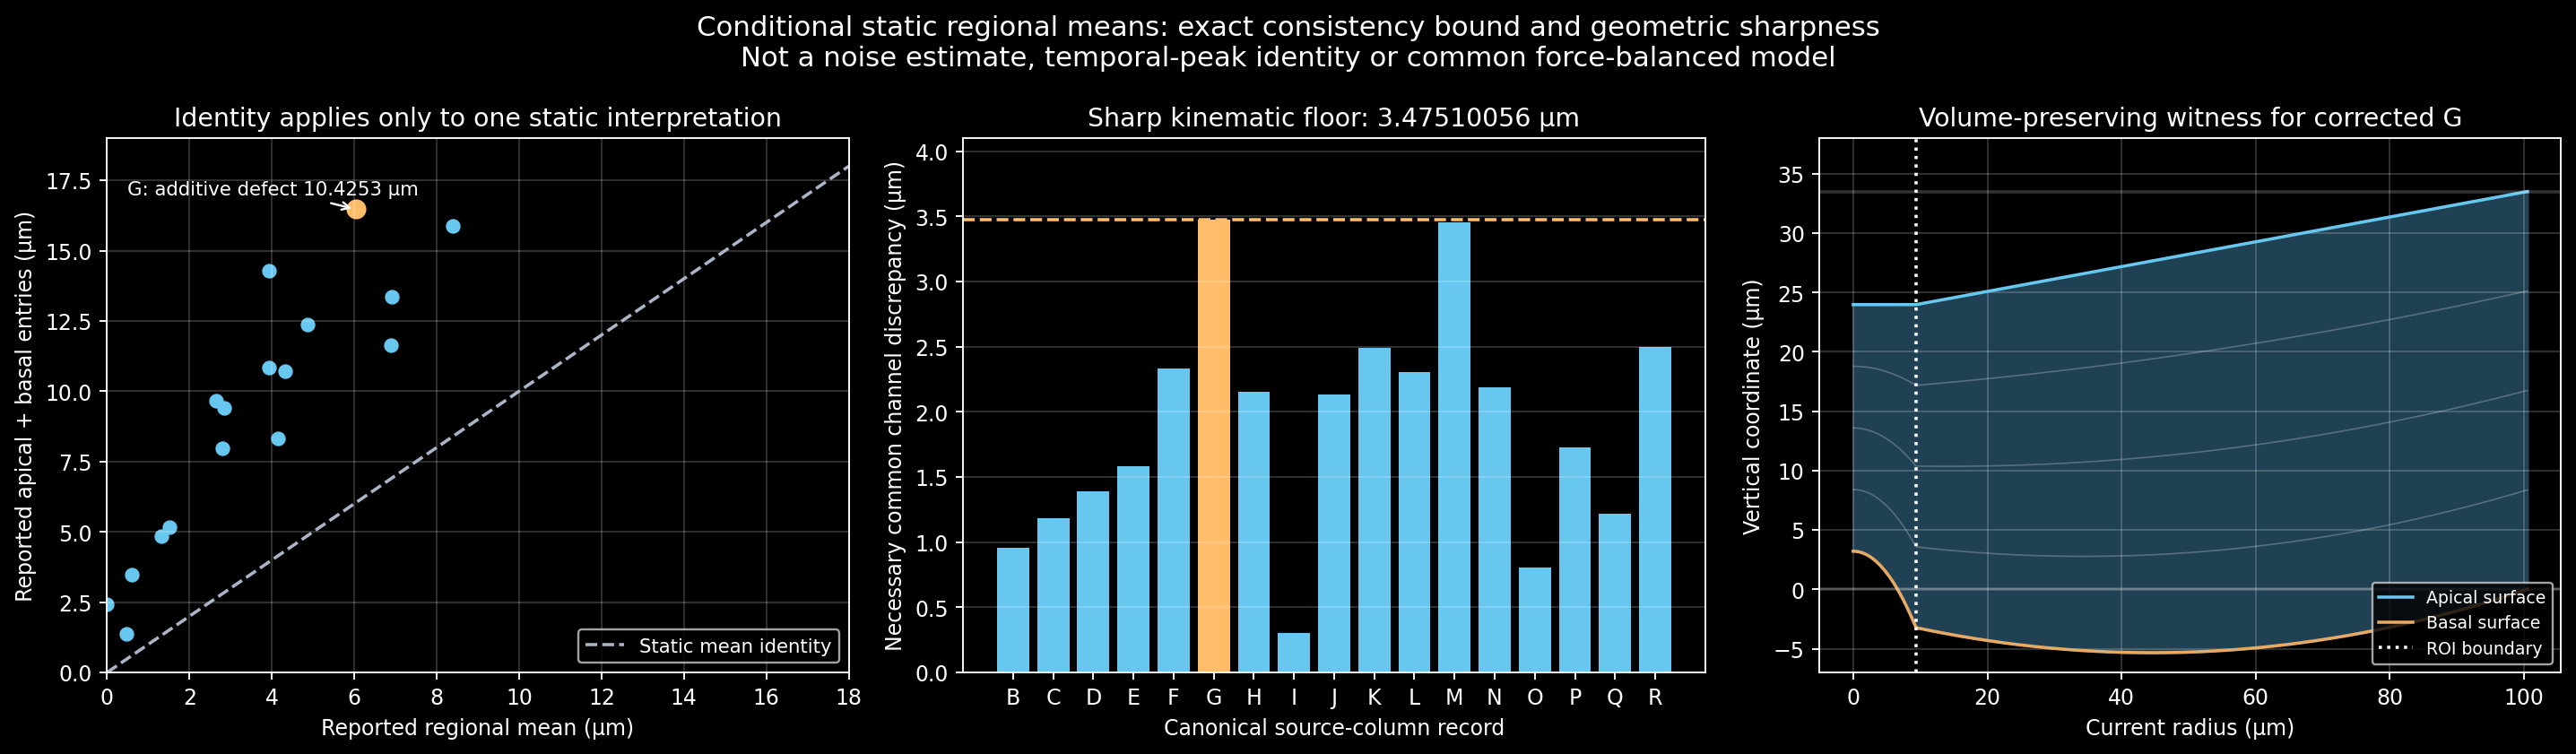 Conditional static regional means: exact consistency bound and geometric sharpness
Not a noise estimate, temporal-peak identity or common force-balanced model
Identity applies only to one static interpretation
Reported apical + basal entries (μm)
17.5
15.0
12.5
10.0
7.5
5.0
2.5
0.0
G: additive defect 10.4253 μm
Static mean identity
0 2 4 6 8 10 12 14 16 18
Reported regional mean (μm)
Sharp kinematic floor: 3.47510056 μm
Necessary common channel discrepancy (μm)
4.0
3.5
3.0
2.5
2.0
1.5
1.0
0.5
0.0
B C D E F G H I J K L M N O P Q R
Canonical source-column record
Volume-preserving witness for corrected G
Vertical coordinate (μm)
35
30
25
20
15
10
5
0
−5
Apical surface
Basal surface
ROI boundary
0 20 40 60 80 100
Current radius (μm)